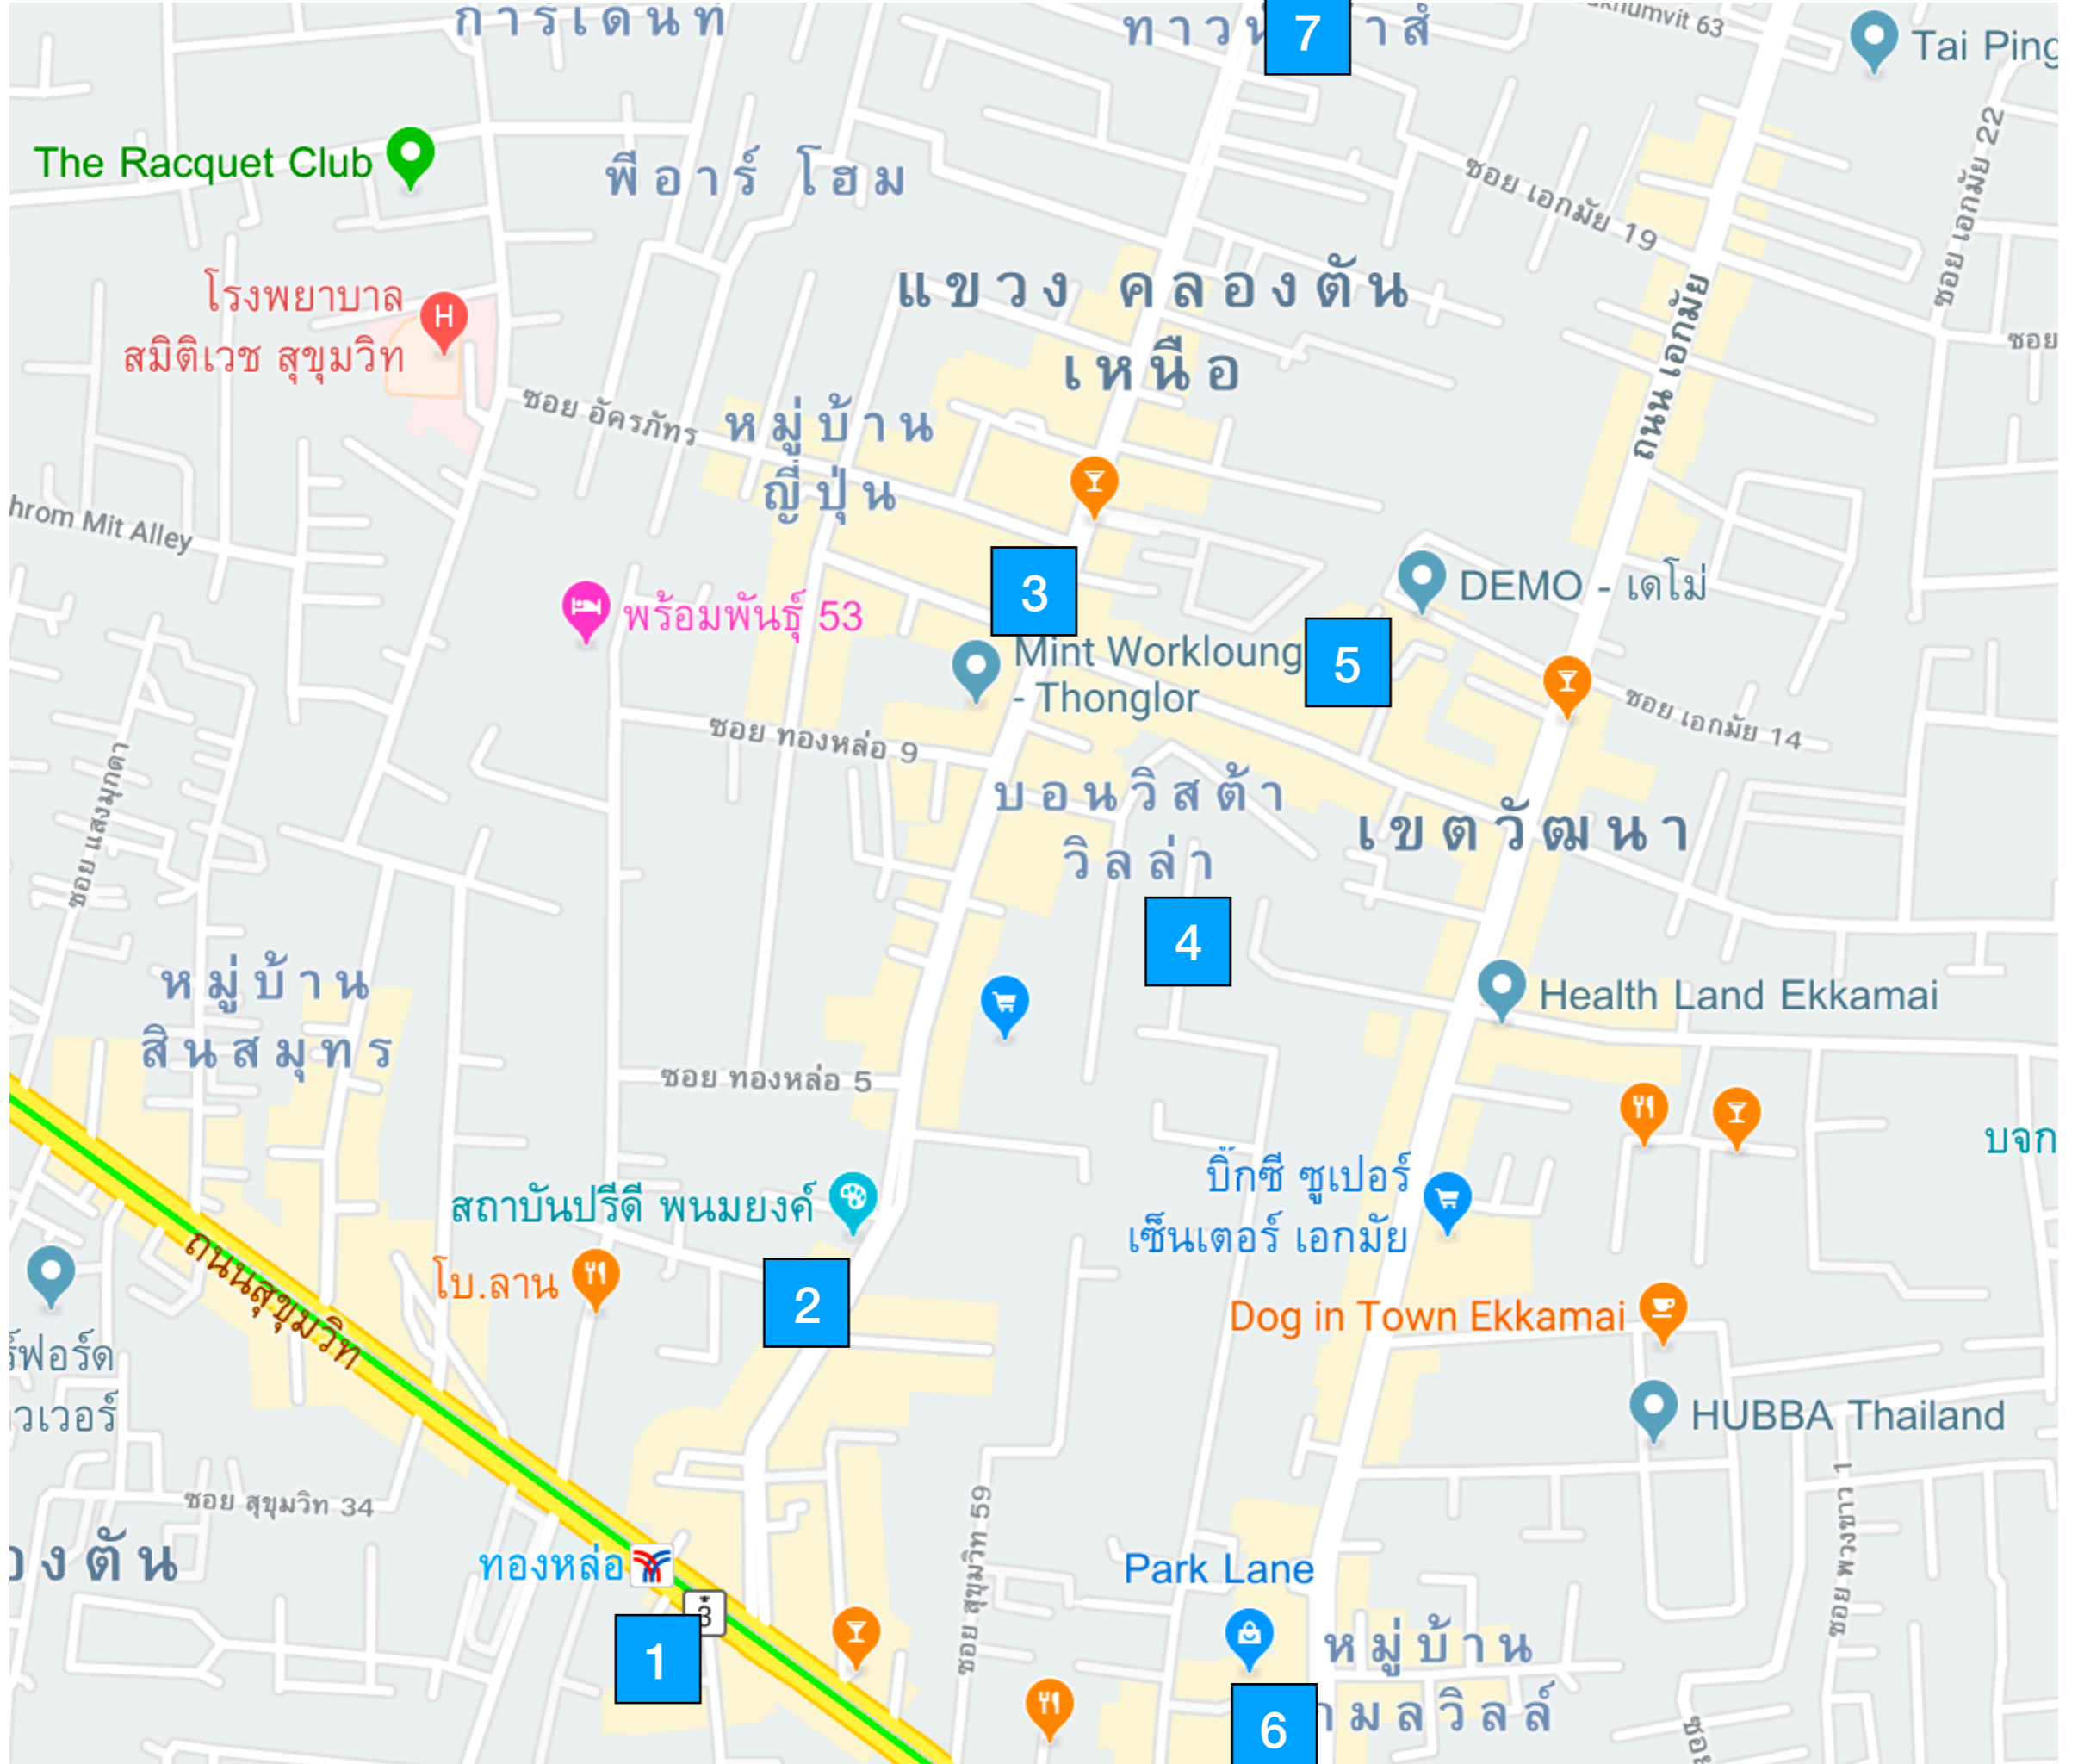 การ์เด้นท์
7
Tai Ping
The Racquet Club
พีอาร์ โฮม
ซอย เอกมัย 19
ซอย เอกมัย 22
โรงพยาบาล
สมิติเวช สุขุมวิท
H
แขวง คลองตัน
เหนือ
ถนน เอกมัย
ซอย
ซอย อัครภัทร
หมู่บ้าน
ญี่ปุ่น
hrom Mit Alley
3
DEMO - เดโม่
พร้อมพันธุ์ 53
Mint Workloung
- Thonglor
5
ซอย ทองหล่อ 9
ซอย เอกมัย 14
บอนวิสต้า
วิลล่า
เขตวัฒนา
ซอย แสงมุกดา
4
หมู่บ้าน
สินสมุทร
Health Land Ekkamai
ซอย ทองหล่อ 5
บจก
สถาบันปรีดี พนมยงค์
บิ๊กซี ซูเปอร์
เซ็นเตอร์ เอกมัย
โบ.ลาน
2
ถนนสุขุมวิท
Dog in Town Ekkamai
ร์ฟอร์ด
วเวอร์
HUBBA Thailand
ซอย สุขุมวิท 34
ซอย สุขุมวิท 59
งตัน
ทองหล่อ
3
Park Lane
1
หมู่บ้าน
มลวิลล์
6
ซอย